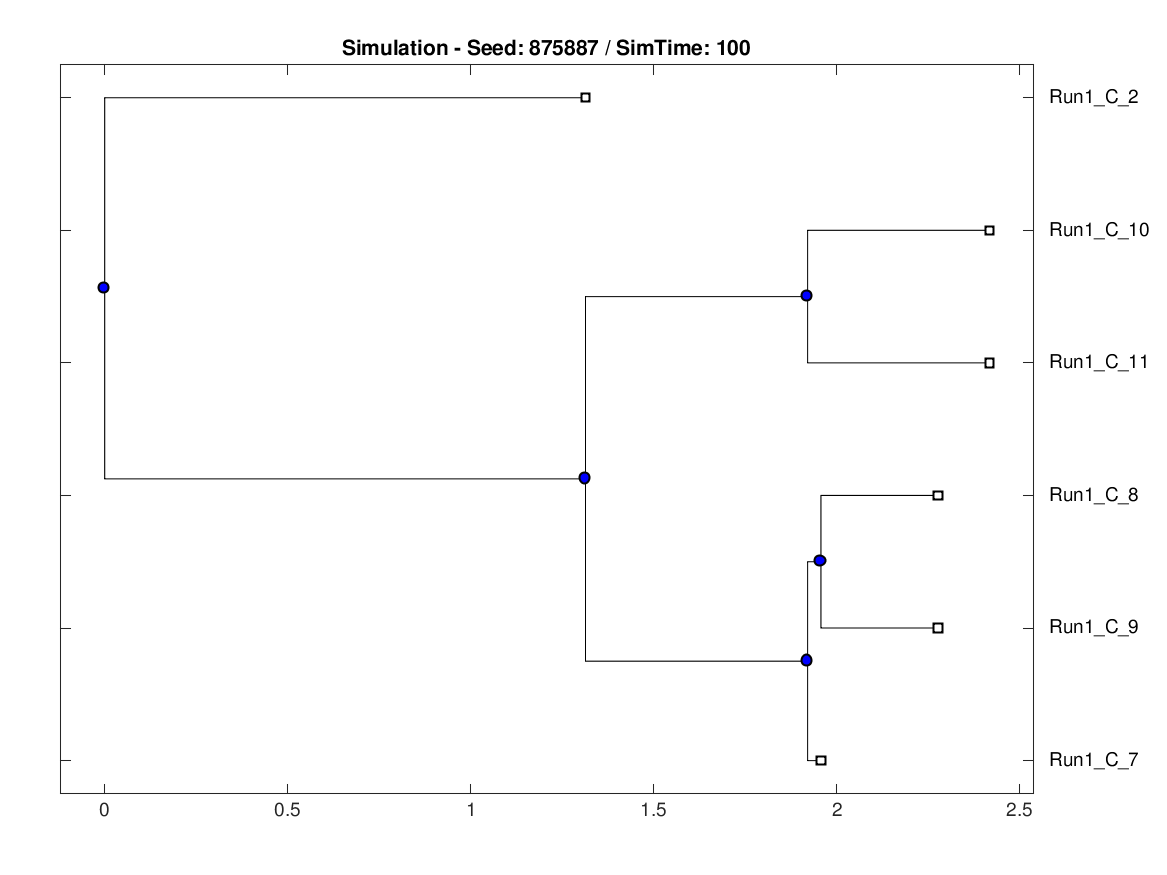 Simulation - Seed: 875887 / SimTime: 100
Run1_C_2
Run1_C_10
Run1_C_11
Run1_C_8
Run1_C_9
Run1_C_7
0 0.5 1 1.5 2 2.5